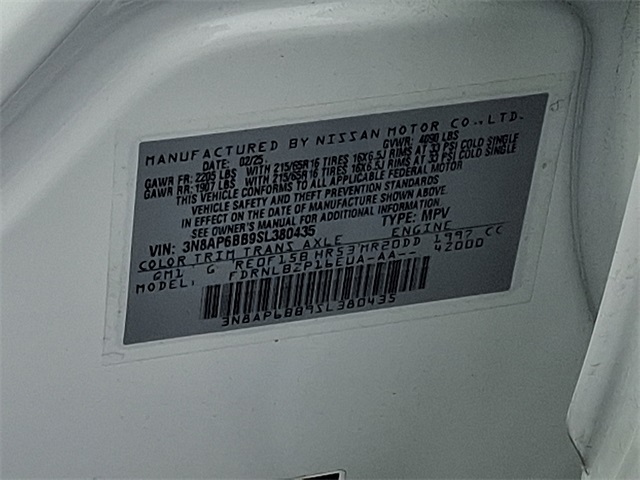 MANUFACTURED BY NISSAN MOTOR CO., LTD.
02/25 GVWR: 4090 LBS
GAWR FR: 2205 LBS WITH 215/65R16 TIRES 16X6.5J RIMS AT 33 PSI COLD SINGLE
GAWR RR: 1907 LBS WITH 215/65R16 TIRES 16X6.5J RIMS AT 33 PSI COLD SINGLE
THIS VEHICLE CONFORMS TO ALL APPLICABLE FEDERAL MOTOR
VEHICLE SAFETY AND THEFT PREVENTION STANDARDS
IN EFFECT ON THE DATE OF MANUFACTURE SHOWN ABOVE.
SEE OWNER'S MANUAL FOR ADDITIONAL INFORMATION
VIN: 3N8AP6BB9SL380435 TYPE: MPV
COLOR TRIM TRANS AXLE ENGINE 1997 CC
GM1 G RE0F15B HR53 MR20DD 42000
MODEL: FDRNLBZP16EUA-AA--
3N8AP6BB9SL380435